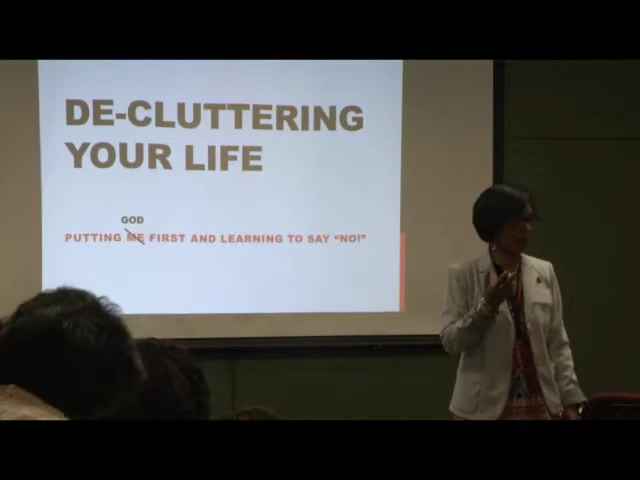 DE-CLUTTERING
YOUR LIFE
GOD
PUTTING ME FIRST AND LEARNING TO SAY “NO!”